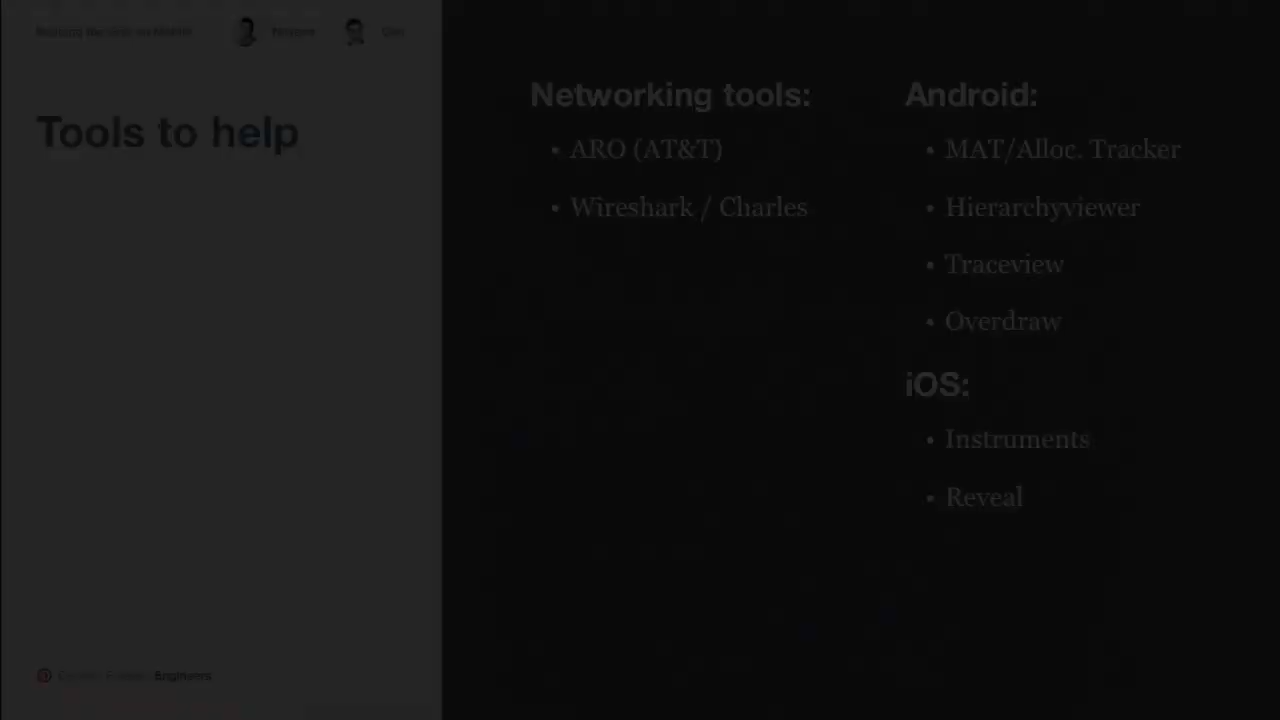 Tools to help
Networking tools:
• ARO (AT&T)
• Wireshark / Charles
Android:
• MAT/Alloc. Tracker
• Hierarchyviewer
• Traceview
• Overdraw
iOS:
• Instruments
• Reveal
Engineers